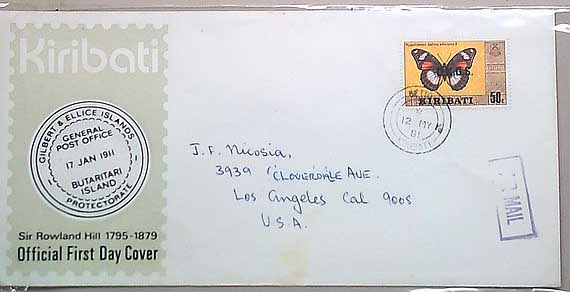 Kiribati
GILBERT & ELLICE ISLANDS
GENERAL
POST OFFICE
17 JAN 1911
BUTARITARI
ISLAND
PROTECTORATE
Sir Rowland Hill 1795-1879
Official First Day Cover
O.K.G.S.
KIRIBATI
50c
12 MY
81
J.F. Nicosia,
3939 CLOVERDALE AVE.
Los Angeles Cal 9005
U.S.A.
MAIL